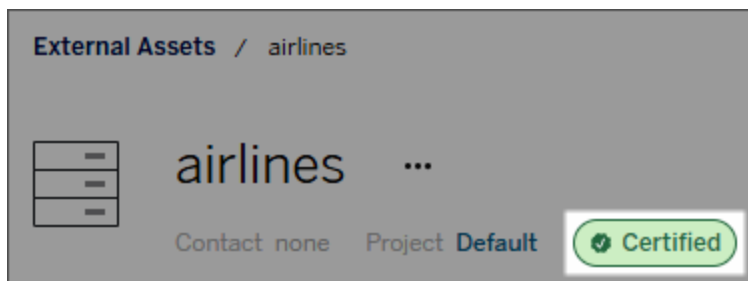 External Assets / airlines
airlines ...
Contact none Project Default Certified